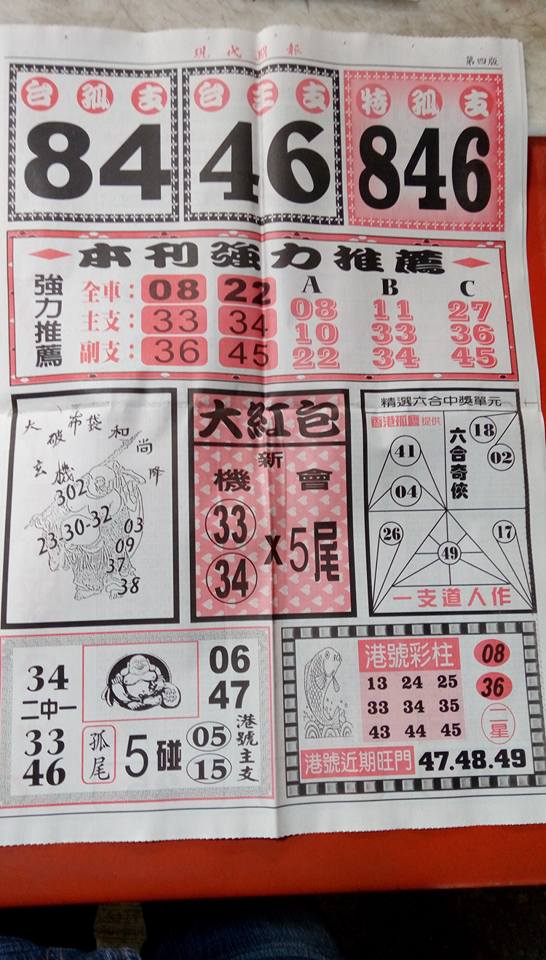 現代週報
第四版
台孤支
84
台主支
46
特孤支
846
本刊強力推薦
強力推薦
全車：08 22
主支：33 34
副支：36 45
A B C
08 11 27
10 33 36
22 34 45
大破布袋和尚
玄機降
302
23-30-32
03
09
37
38
大紅包
新
機會
33
34
x5尾
精選六合中獎單元
香港孤鷹提供
六合奇俠
18
02
41
04
26
49
17
一支道人作
34
二中一
33
46
06
47
孤尾
5碰
05
15
港號主支
港號彩柱
13 24 25
33 34 35
43 44 45
08
36
二星
港號近期旺門 47.48.49